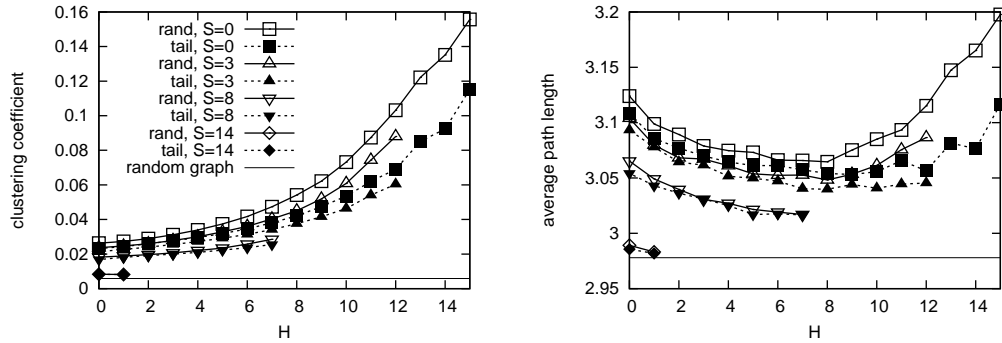 0.16
0.14
0.12
0.1
0.08
0.06
0.04
0.02
0
clustering coefficient
rand, S=0
tail, S=0
rand, S=3
tail, S=3
rand, S=8
tail, S=8
rand, S=14
tail, S=14
random graph
0 2 4 6 8 10 12 14
H
3.2
3.15
3.1
3.05
3
2.95
average path length
0 2 4 6 8 10 12 14
H